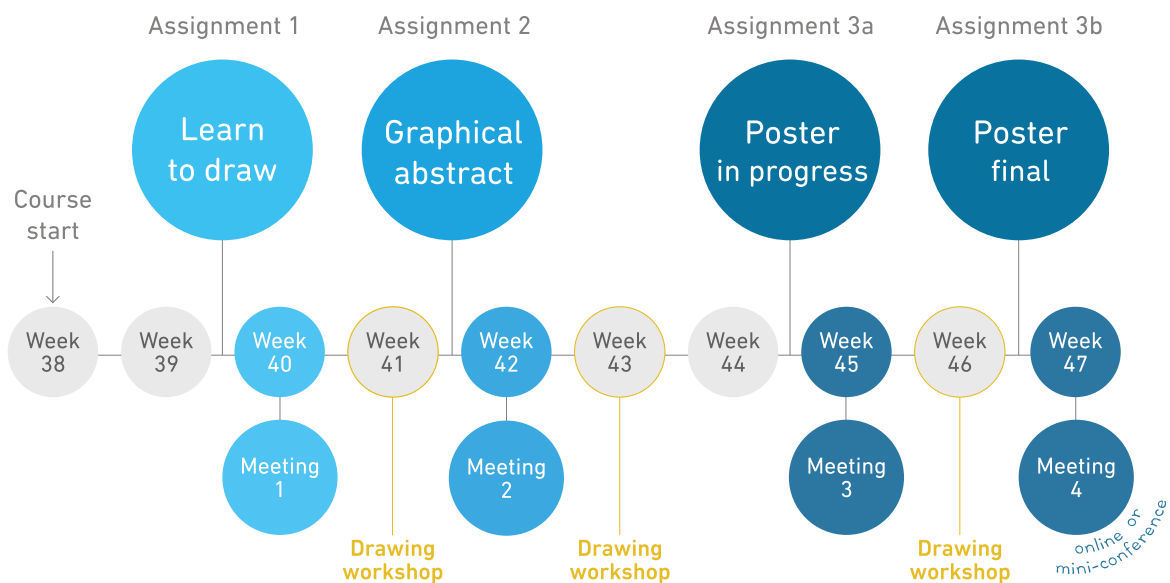 Assignment 1
Assignment 2
Assignment 3a
Assignment 3b
Learn
to draw
Graphical
abstract
Poster
in progress
Poster
final
Course
start
Week
38
Week
39
Week
40
Week
41
Week
42
Week
43
Week
44
Week
45
Week
46
Week
47
Meeting
1
Meeting
2
Meeting
3
Meeting
4
online or
mini-conference
Drawing
workshop
Drawing
workshop
Drawing
workshop